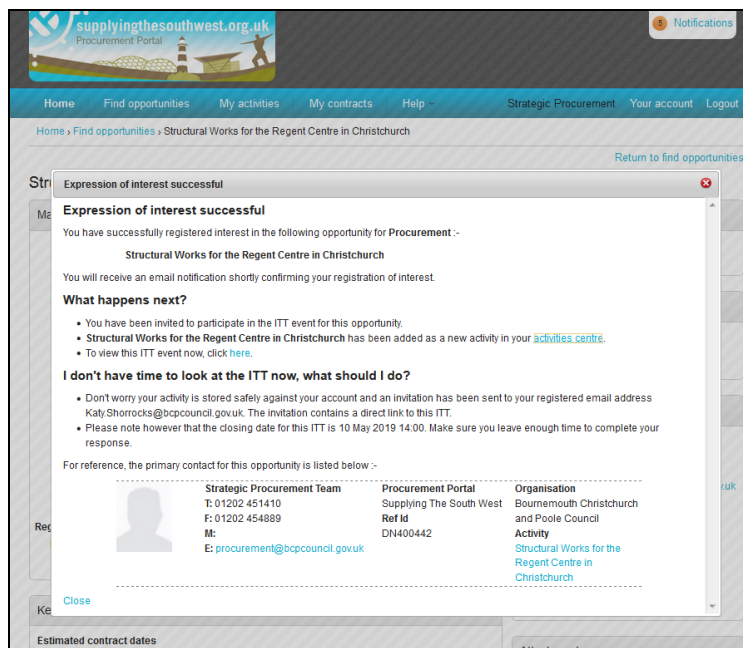 supplyingthesouthwest.org.uk
Procurement Portal
5 Notifications
Home Find opportunities My activities My contracts Help Strategic Procurement Your account Logout
Home › Find opportunities › Structural Works for the Regent Centre in Christchurch
Return to find opportunities
Expression of interest successful
Expression of interest successful
You have successfully registered interest in the following opportunity for Procurement :-
Structural Works for the Regent Centre in Christchurch
You will receive an email notification shortly confirming your registration of interest.
What happens next?
• You have been invited to participate in the ITT event for this opportunity.
• Structural Works for the Regent Centre in Christchurch has been added as a new activity in your activities centre.
• To view this ITT event now, click here.
I don't have time to look at the ITT now, what should I do?
• Don't worry your activity is stored safely against your account and an invitation has been sent to your registered email address
Katy.Shorrocks@bcpcouncil.gov.uk. The invitation contains a direct link to this ITT.
• Please note however that the closing date for this ITT is 10 May 2019 14:00. Make sure you leave enough time to complete your
response.
For reference, the primary contact for this opportunity is listed below :-
Strategic Procurement Team
T: 01202 451410
F: 01202 454889
M:
E: procurement@bcpcouncil.gov.uk
Procurement Portal
Supplying The South West
Ref Id
DN400442
Organisation
Bournemouth Christchurch
and Poole Council
Activity
Structural Works for the
Regent Centre in
Christchurch
Close
Estimated contract dates